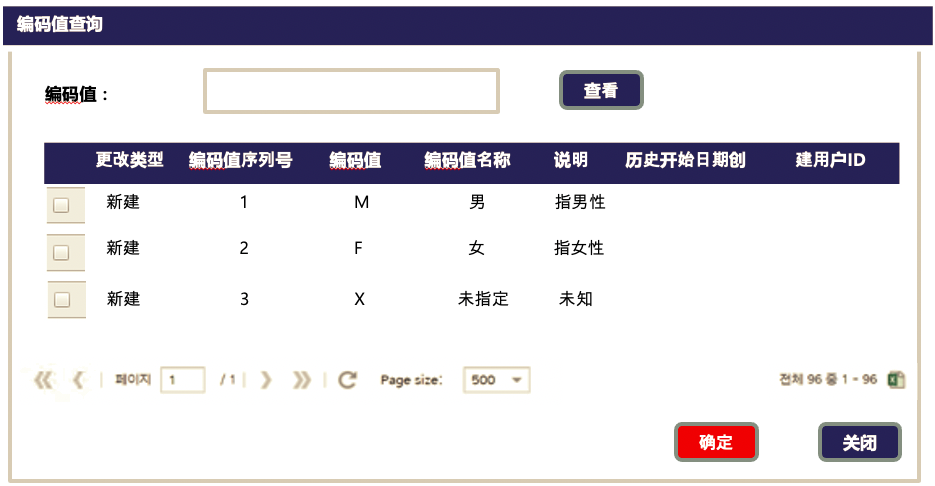 编码值查询
编码值： 查看
更改类型 编码值序列号 编码值 编码值名称 说明 历史开始日期创 建用户ID
新建 1 M 男 指男性
新建 2 F 女 指女性
新建 3 X 未指定 未知
페이지 1 / 1 Page size: 500 전체 96 중 1 - 96
确定 关闭